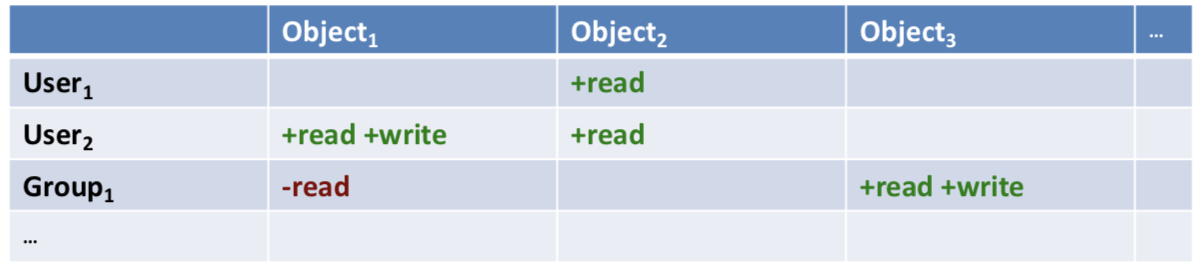 Object₁ Object₂ Object₃ ...
User₁ +read
User₂ +read +write +read
Group₁ -read +read +write
...